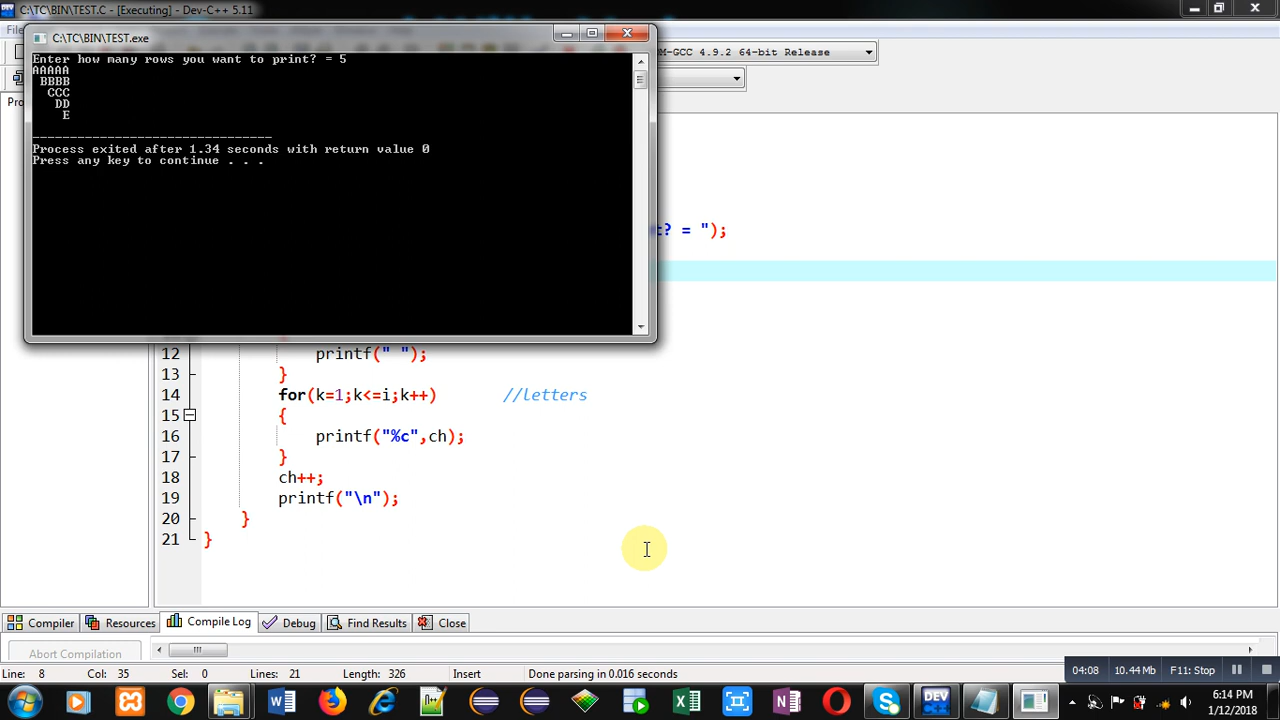 C:\TC\BIN\TEST.C - [Executing] - Dev-C++ 5.11
C:\TC\BIN\TEST.exe
Enter how many rows you want to print? = 5
AAAAA
BBBB
CCC
DD
E
--------------------------------
Process exited after 1.34 seconds with return value 0
Press any key to continue . . .
GCC 4.9.2 64-bit Release
? = ");
12 printf(" ");
13 }
14 for(k=1;k<=i;k++) //letters
15 {
16 printf("%c",ch);
17 }
18 ch++;
19 printf("\n");
20 }
21 }
Compiler Resources Compile Log Debug Find Results Close
Abort Compilation
Line: 8 Col: 35 Sel: 0 Lines: 21 Length: 326 Insert Done parsing in 0.016 seconds
04:08 10.44Mb F11: Stop
6:14 PM
1/12/2018